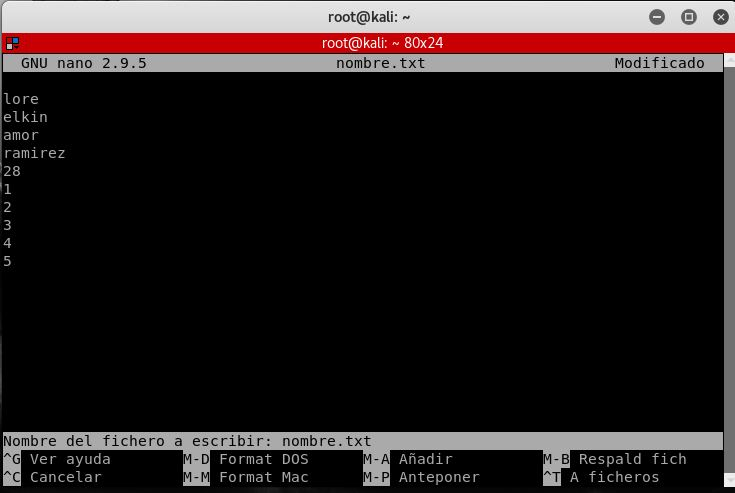 root@kali: ~
root@kali: ~ 80x24
GNU nano 2.9.5 nombre.txt Modificado
lore
elkin
amor
ramirez
28
1
2
3
4
5
Nombre del fichero a escribir: nombre.txt
^G Ver ayuda M-D Format DOS M-A Añadir M-B Respald fich
^C Cancelar M-M Format Mac M-P Anteponer ^T A ficheros